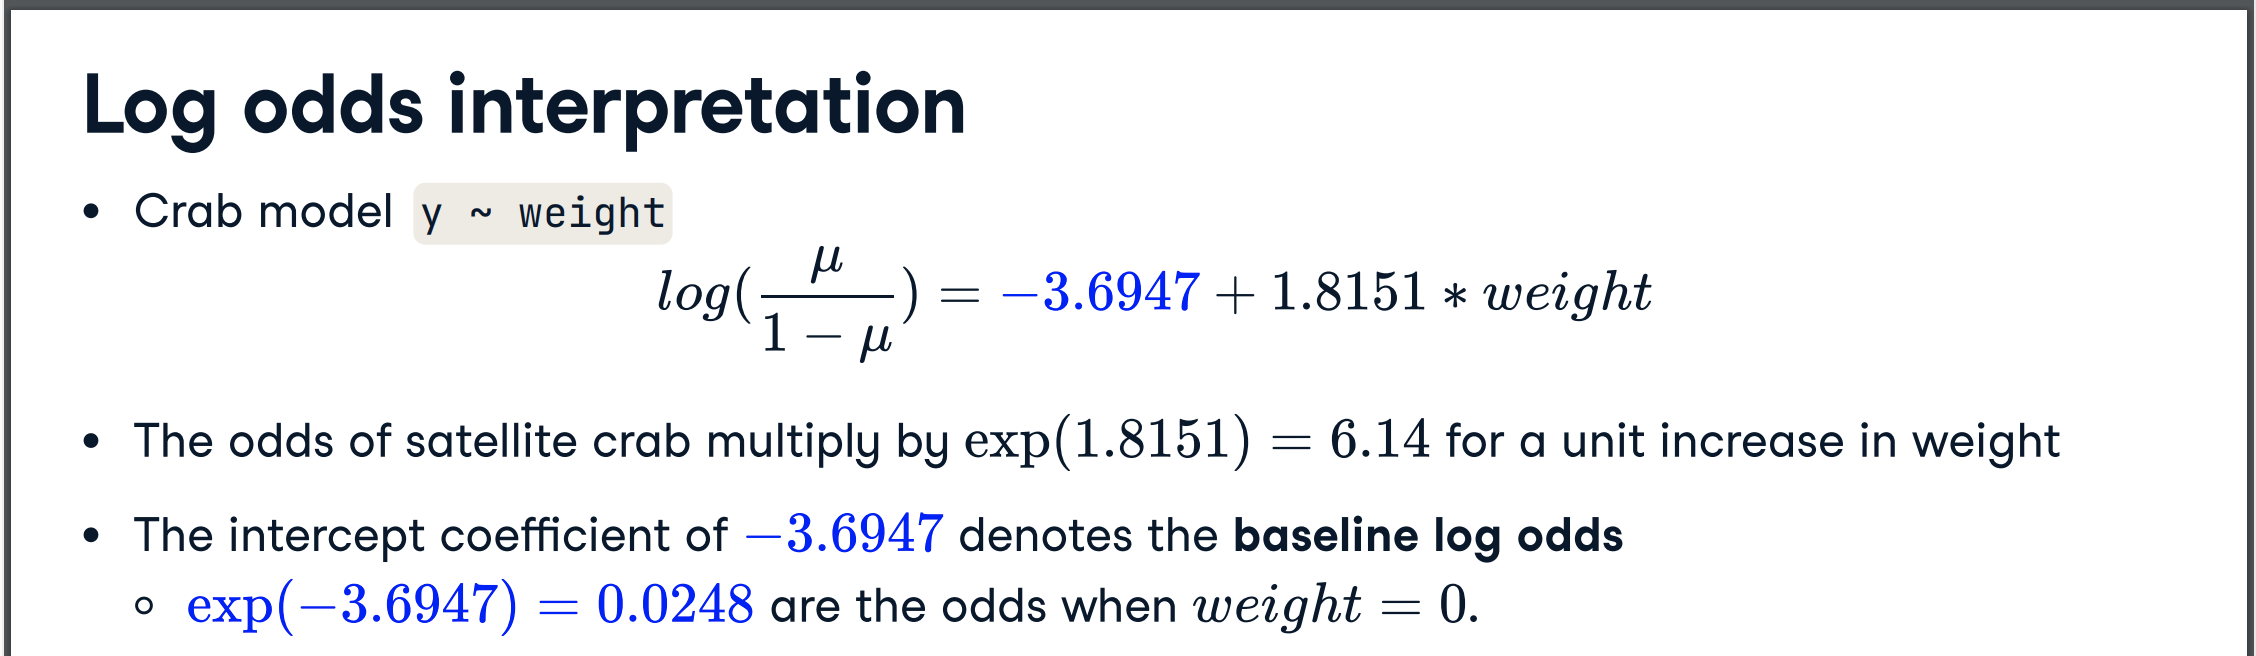 Log odds interpretation
• Crab model y ~ weight
log(μ / (1 − μ)) = −3.6947 + 1.8151 * weight
• The odds of satellite crab multiply by exp(1.8151) = 6.14 for a unit increase in weight
• The intercept coefficient of −3.6947 denotes the baseline log odds
○ exp(−3.6947) = 0.0248 are the odds when weight = 0.